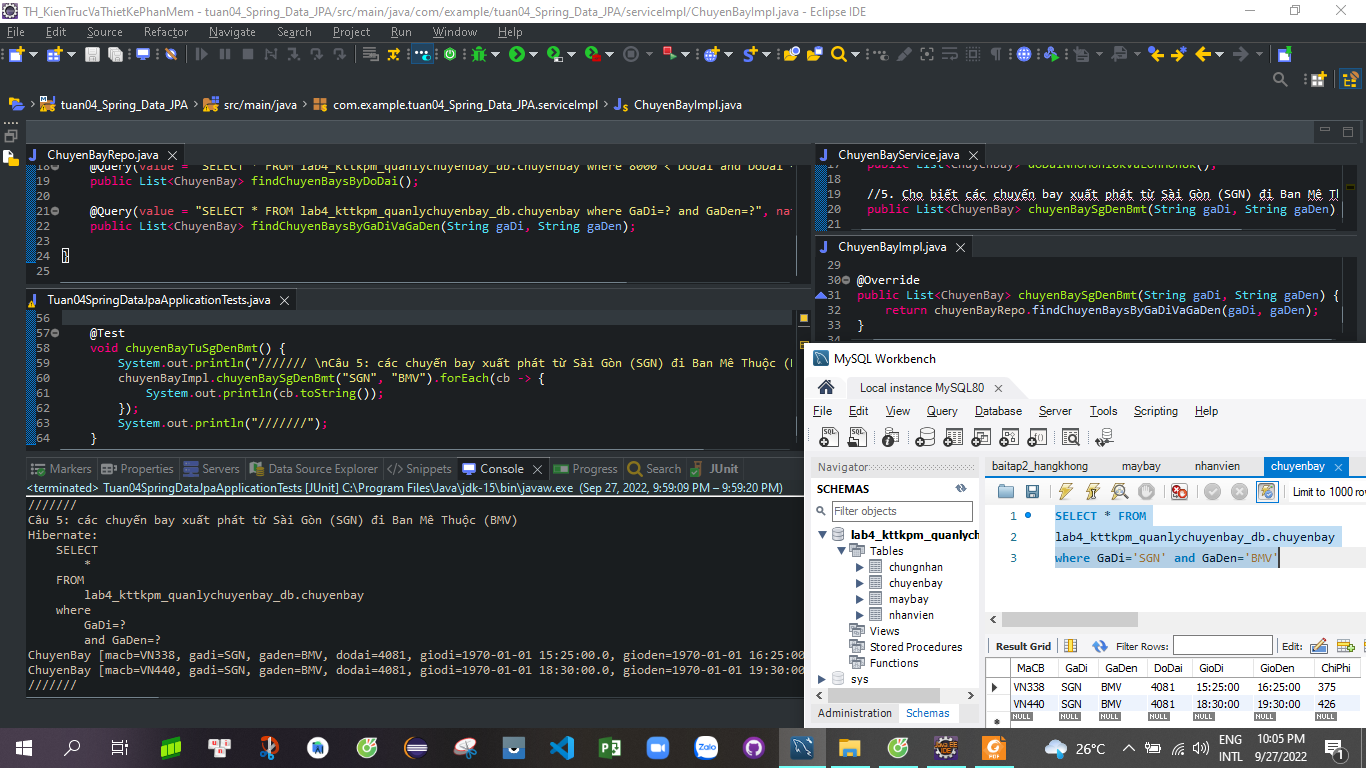 TH_KienTrucVaThietKePhanMem - tuan04_Spring_Data_JPA/src/main/java/com/example/tuan04_Spring_Data_JPA/serviceImpl/ChuyenBayImpl.java - Eclipse IDE
File Edit Source Refactor Navigate Search Project Run Window Help
tuan04_Spring_Data_JPA src/main/java com.example.tuan04_Spring_Data_JPA.serviceImpl ChuyenBayImpl.java
ChuyenBayRepo.java
18 @Query(value = "SELECT * FROM lab4_kttkpm_quanlychuyenbay_db.chuyenbay where 8000 < DoDai and DoDai
19 public List<ChuyenBay> findChuyenBaysByDoDai();
20
21 @Query(value = "SELECT * FROM lab4_kttkpm_quanlychuyenbay_db.chuyenbay where GaDi=? and GaDen=?", nat
22 public List<ChuyenBay> findChuyenBaysByGaDiVaGaDen(String gaDi, String gaDen);
23
24 }
25
ChuyenBayService.java
17 public List<ChuyenBay>
18
19 //5. Cho biết các chuyến bay xuất phát từ Sài Gòn (SGN) đi Ban Mê Th
20 public List<ChuyenBay> chuyenBaySgDenBmt(String gaDi, String gaDen)
21
ChuyenBayImpl.java
29
30 @Override
31 public List<ChuyenBay> chuyenBaySgDenBmt(String gaDi, String gaDen) {
32 return chuyenBayRepo.findChuyenBaysByGaDiVaGaDen(gaDi, gaDen);
33 }
34
Tuan04SpringDataJpaApplicationTests.java
56
57 @Test
58 void chuyenBayTuSgDenBmt() {
59 System.out.println("/////// \nCâu 5: các chuyến bay xuất phát từ Sài Gòn (SGN) đi Ban Mê Thuộc (
60 chuyenBayImpl.chuyenBaySgDenBmt("SGN", "BMV").forEach(cb -> {
61 System.out.println(cb.toString());
62 });
63 System.out.println("///////");
64 }
Markers Properties Servers Data Source Explorer Snippets Console Progress Search JUnit
<terminated> Tuan04SpringDataJpaApplicationTests [JUnit] C:\Program Files\Java\jdk-15\bin\javaw.exe (Sep 27, 2022, 9:59:09 PM – 9:59:20 PM)
///////
Câu 5: các chuyến bay xuất phát từ Sài Gòn (SGN) đi Ban Mê Thuộc (BMV)
Hibernate:
SELECT
*
FROM
lab4_kttkpm_quanlychuyenbay_db.chuyenbay
where
GaDi=?
and GaDen=?
ChuyenBay [macb=VN338, gadi=SGN, gaden=BMV, dodai=4081, giodi=1970-01-01 15:25:00.0, gioden=1970-01-01 16:25:00
ChuyenBay [macb=VN440, gadi=SGN, gaden=BMV, dodai=4081, giodi=1970-01-01 18:30:00.0, gioden=1970-01-01 19:30:00
///////
MySQL Workbench
Local instance MySQL80
File Edit View Query Database Server Tools Scripting Help
Navigator
SCHEMAS
Filter objects
lab4_kttkpm_quanlych
Tables
chungnhan
chuyenbay
maybay
nhanvien
Views
Stored Procedures
Functions
sys
Administration Schemas
baitap2_hangkhong maybay nhanvien chuyenbay
Limit to 1000 row
1 SELECT * FROM
2 lab4_kttkpm_quanlychuyenbay_db.chuyenbay
3 where GaDi='SGN' and GaDen='BMV'
Result Grid Filter Rows: Edit:
MaCB GaDi GaDen DoDai GioDi GioDen ChiPhi
VN338 SGN BMV 4081 15:25:00 16:25:00 375
VN440 SGN BMV 4081 18:30:00 19:30:00 426
NULL NULL NULL NULL NULL NULL NULL
Zalo
26°C
ENG
INTL
10:05 PM
9/27/2022
1